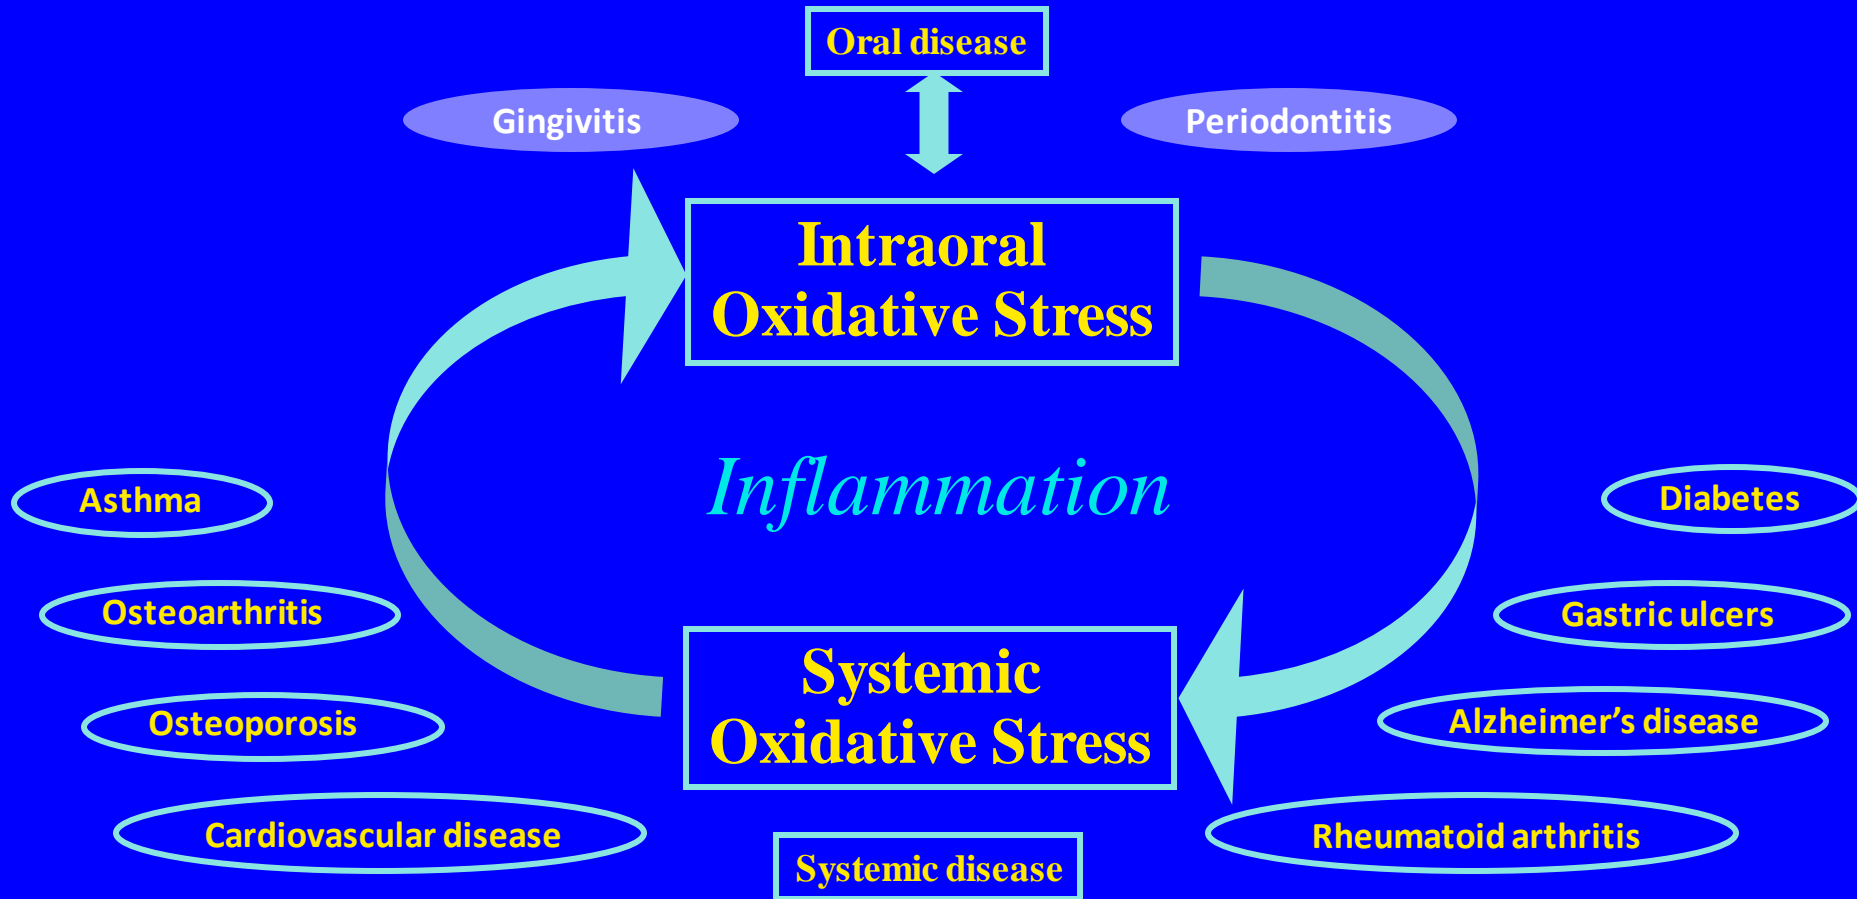 Oral disease
Gingivitis
Periodontitis
Intraoral
Oxidative Stress
Inflammation
Asthma
Diabetes
Osteoarthritis
Gastric ulcers
Systemic
Oxidative Stress
Osteoporosis
Alzheimer’s disease
Cardiovascular disease
Rheumatoid arthritis
Systemic disease